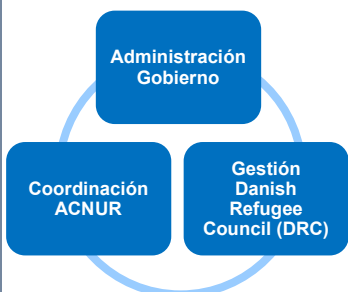 Administración
Gobierno
Coordinación
ACNUR
Gestión
Danish
Refugee
Council (DRC)